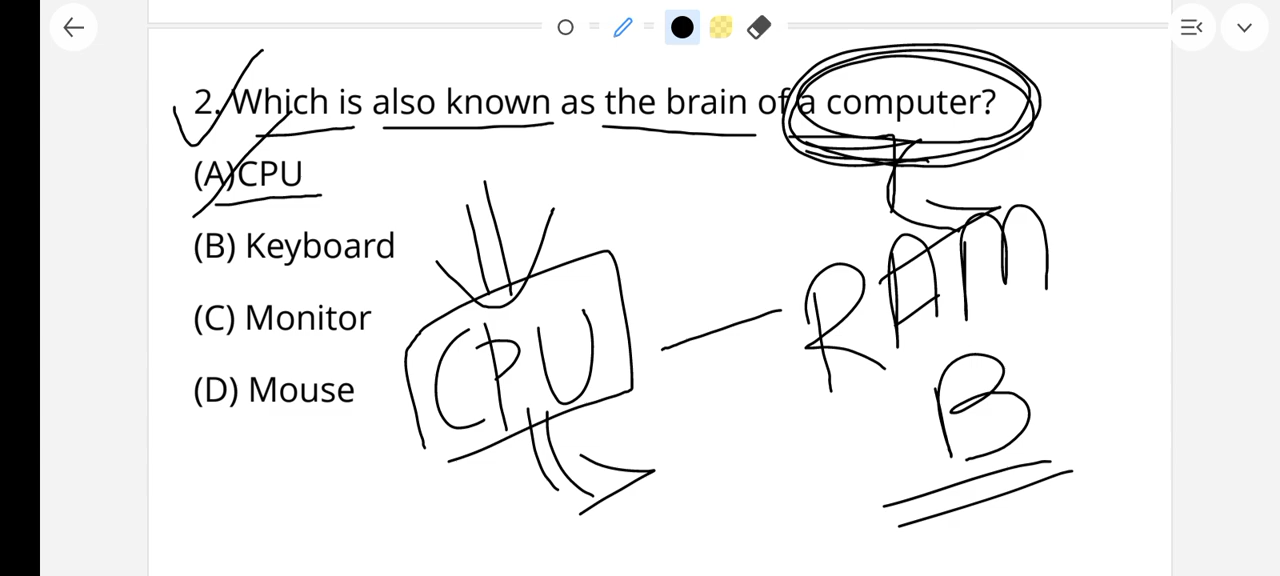 2. Which is also known as the brain of a computer?
(A)CPU
(B) Keyboard
(C) Monitor
(D) Mouse
CPU
RAM
B